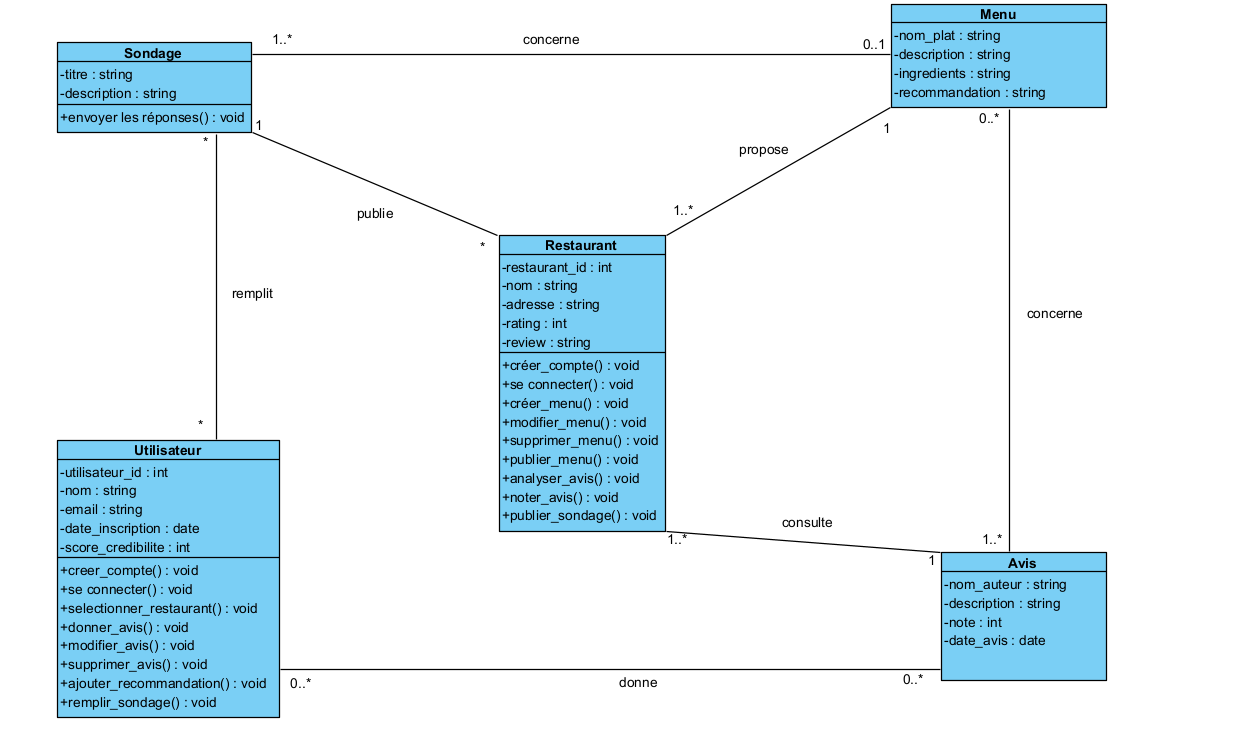 Menu
-nom_plat : string
-description : string
-ingredients : string
-recommandation : string
1..*
concerne
0..1
Sondage
-titre : string
-description : string
+envoyer les réponses() : void
1
*
publie
*
propose
1
1..*
0..*
concerne
1..*
remplit
*
Restaurant
-restaurant_id : int
-nom : string
-adresse : string
-rating : int
-review : string
+créer_compte() : void
+se connecter() : void
+créer_menu() : void
+modifier_menu() : void
+supprimer_menu() : void
+publier_menu() : void
+analyser_avis() : void
+noter_avis() : void
+publier_sondage() : void
consulte
1..*
1
Utilisateur
-utilisateur_id : int
-nom : string
-email : string
-date_inscription : date
-score_credibilite : int
+creer_compte() : void
+se connecter() : void
+selectionner_restaurant() : void
+donner_avis() : void
+modifier_avis() : void
+supprimer_avis() : void
+ajouter_recommandation() : void
+remplir_sondage() : void
Avis
-nom_auteur : string
-description : string
-note : int
-date_avis : date
0..*
donne
0..*